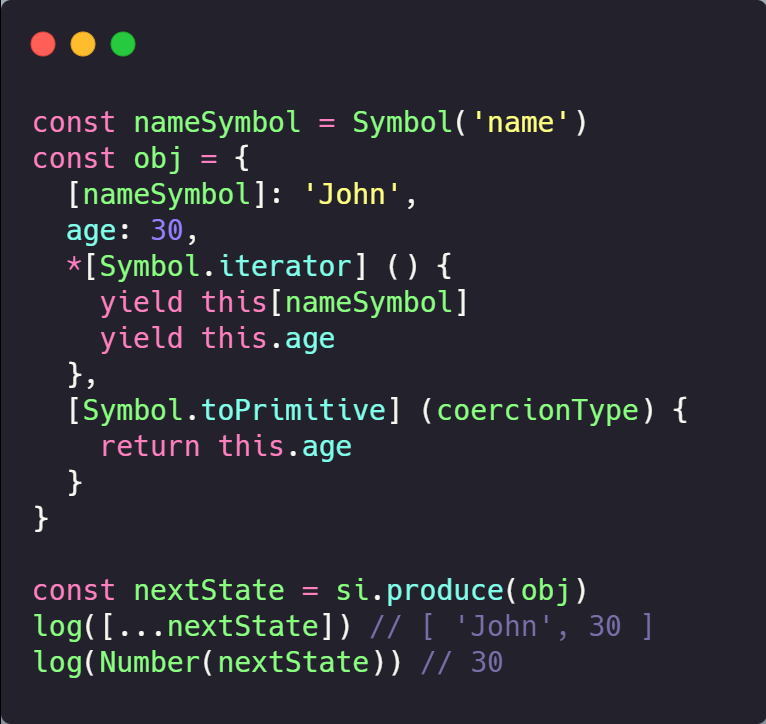 const nameSymbol = Symbol('name')
const obj = {
  [nameSymbol]: 'John',
  age: 30,
  *[Symbol.iterator] () {
    yield this[nameSymbol]
    yield this.age
  },
  [Symbol.toPrimitive] (coercionType) {
    return this.age
  }
}

const nextState = si.produce(obj)
log([...nextState]) // [ 'John', 30 ]
log(Number(nextState)) // 30